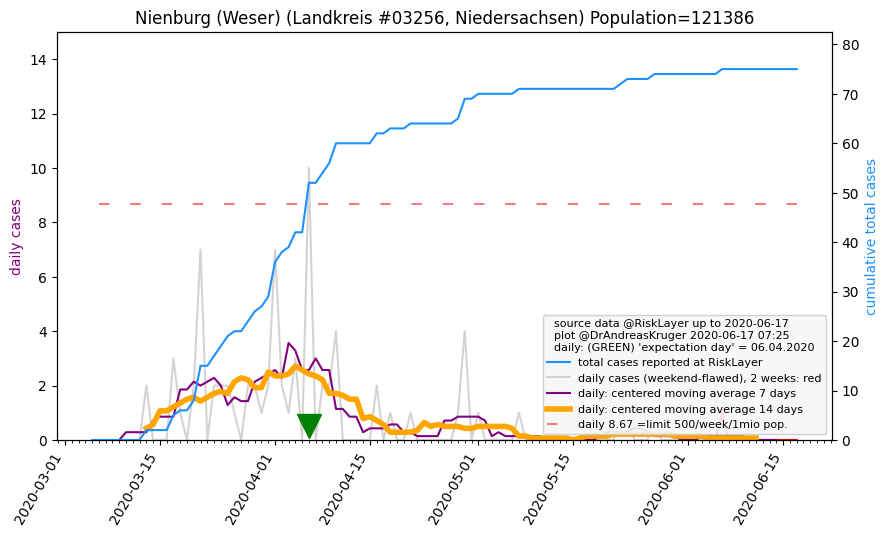 Nienburg (Weser) (Landkreis #03256, Niedersachsen) Population=121386
daily cases
14
12
10
8
6
4
2
0
80
70
60
50
40
30
20
10
0
cumulative total cases
source data @RiskLayer up to 2020-06-17
plot @DrAndreasKruger 2020-06-17 07:25
daily: (GREEN) 'expectation day' = 06.04.2020
total cases reported at RiskLayer
daily cases (weekend-flawed), 2 weeks: red
daily: centered moving average 7 days
daily: centered moving average 14 days
daily 8.67 =limit 500/week/1mio pop.
2020-03-01
2020-03-15
2020-04-01
2020-04-15
2020-05-01
2020-05-15
2020-06-01
2020-06-15